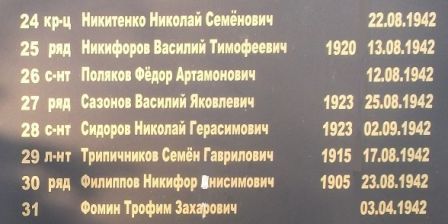 24 кр-ц Никитенко Николай Семёнович 22.08.1942
25 ряд Никифоров Василий Тимофеевич 1920 13.08.1942
26 с-нт Поляков Фёдор Артамонович 12.08.1942
27 ряд Сазонов Василий Яковлевич 1923 25.08.1942
28 с-нт Сидоров Николай Герасимович 1923 02.09.1942
29 л-нт Трипичников Семён Гаврилович 1915 17.08.1942
30 ряд Филиппов Никифор Анисимович 1905 23.08.1942
31 Фомин Трофим Захарович 03.04.1942